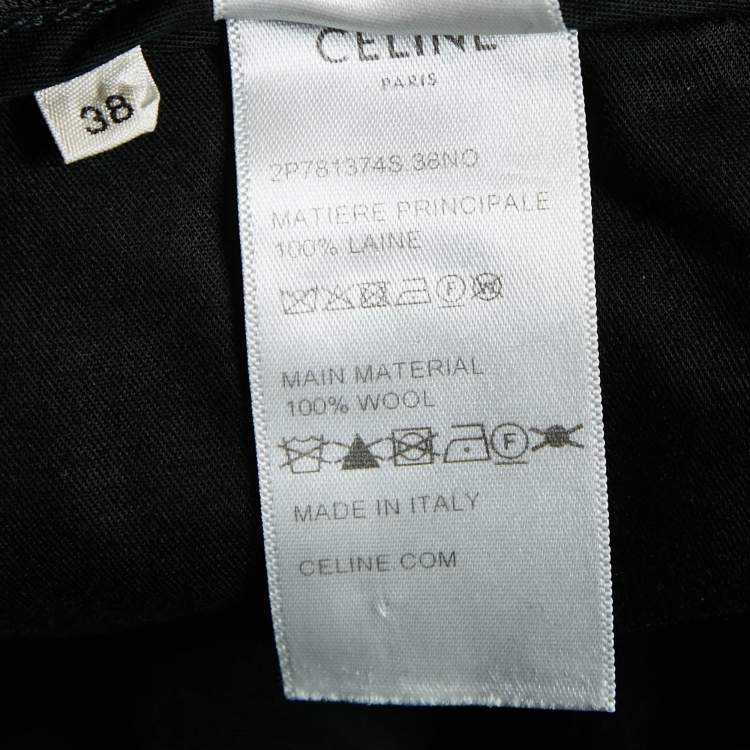 38
CELINE
PARIS
2P781374S.38NO
MATIERE PRINCIPALE
100% LAINE
F W
MAIN MATERIAL
100% WOOL
F
MADE IN ITALY
CELINE.COM